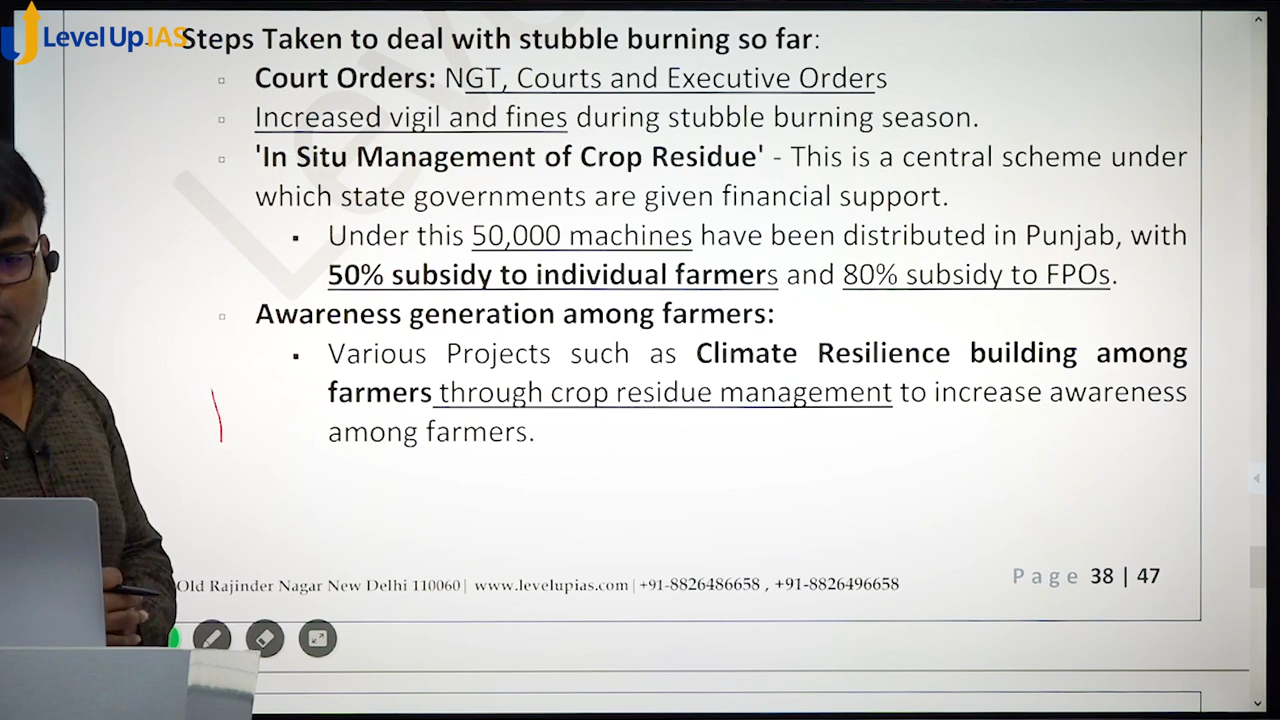 Level Up IAS
Steps Taken to deal with stubble burning so far:
Court Orders: NGT, Courts and Executive Orders
Increased vigil and fines during stubble burning season.
'In Situ Management of Crop Residue' - This is a central scheme under
which state governments are given financial support.
Under this 50,000 machines have been distributed in Punjab, with
50% subsidy to individual farmers and 80% subsidy to FPOs.
Awareness generation among farmers:
Various Projects such as Climate Resilience building among
farmers through crop residue management to increase awareness
among farmers.
Old Rajinder Nagar New Delhi 110060| www.levelupias.com | +91-8826486658 , +91-8826496658
Page 38 | 47